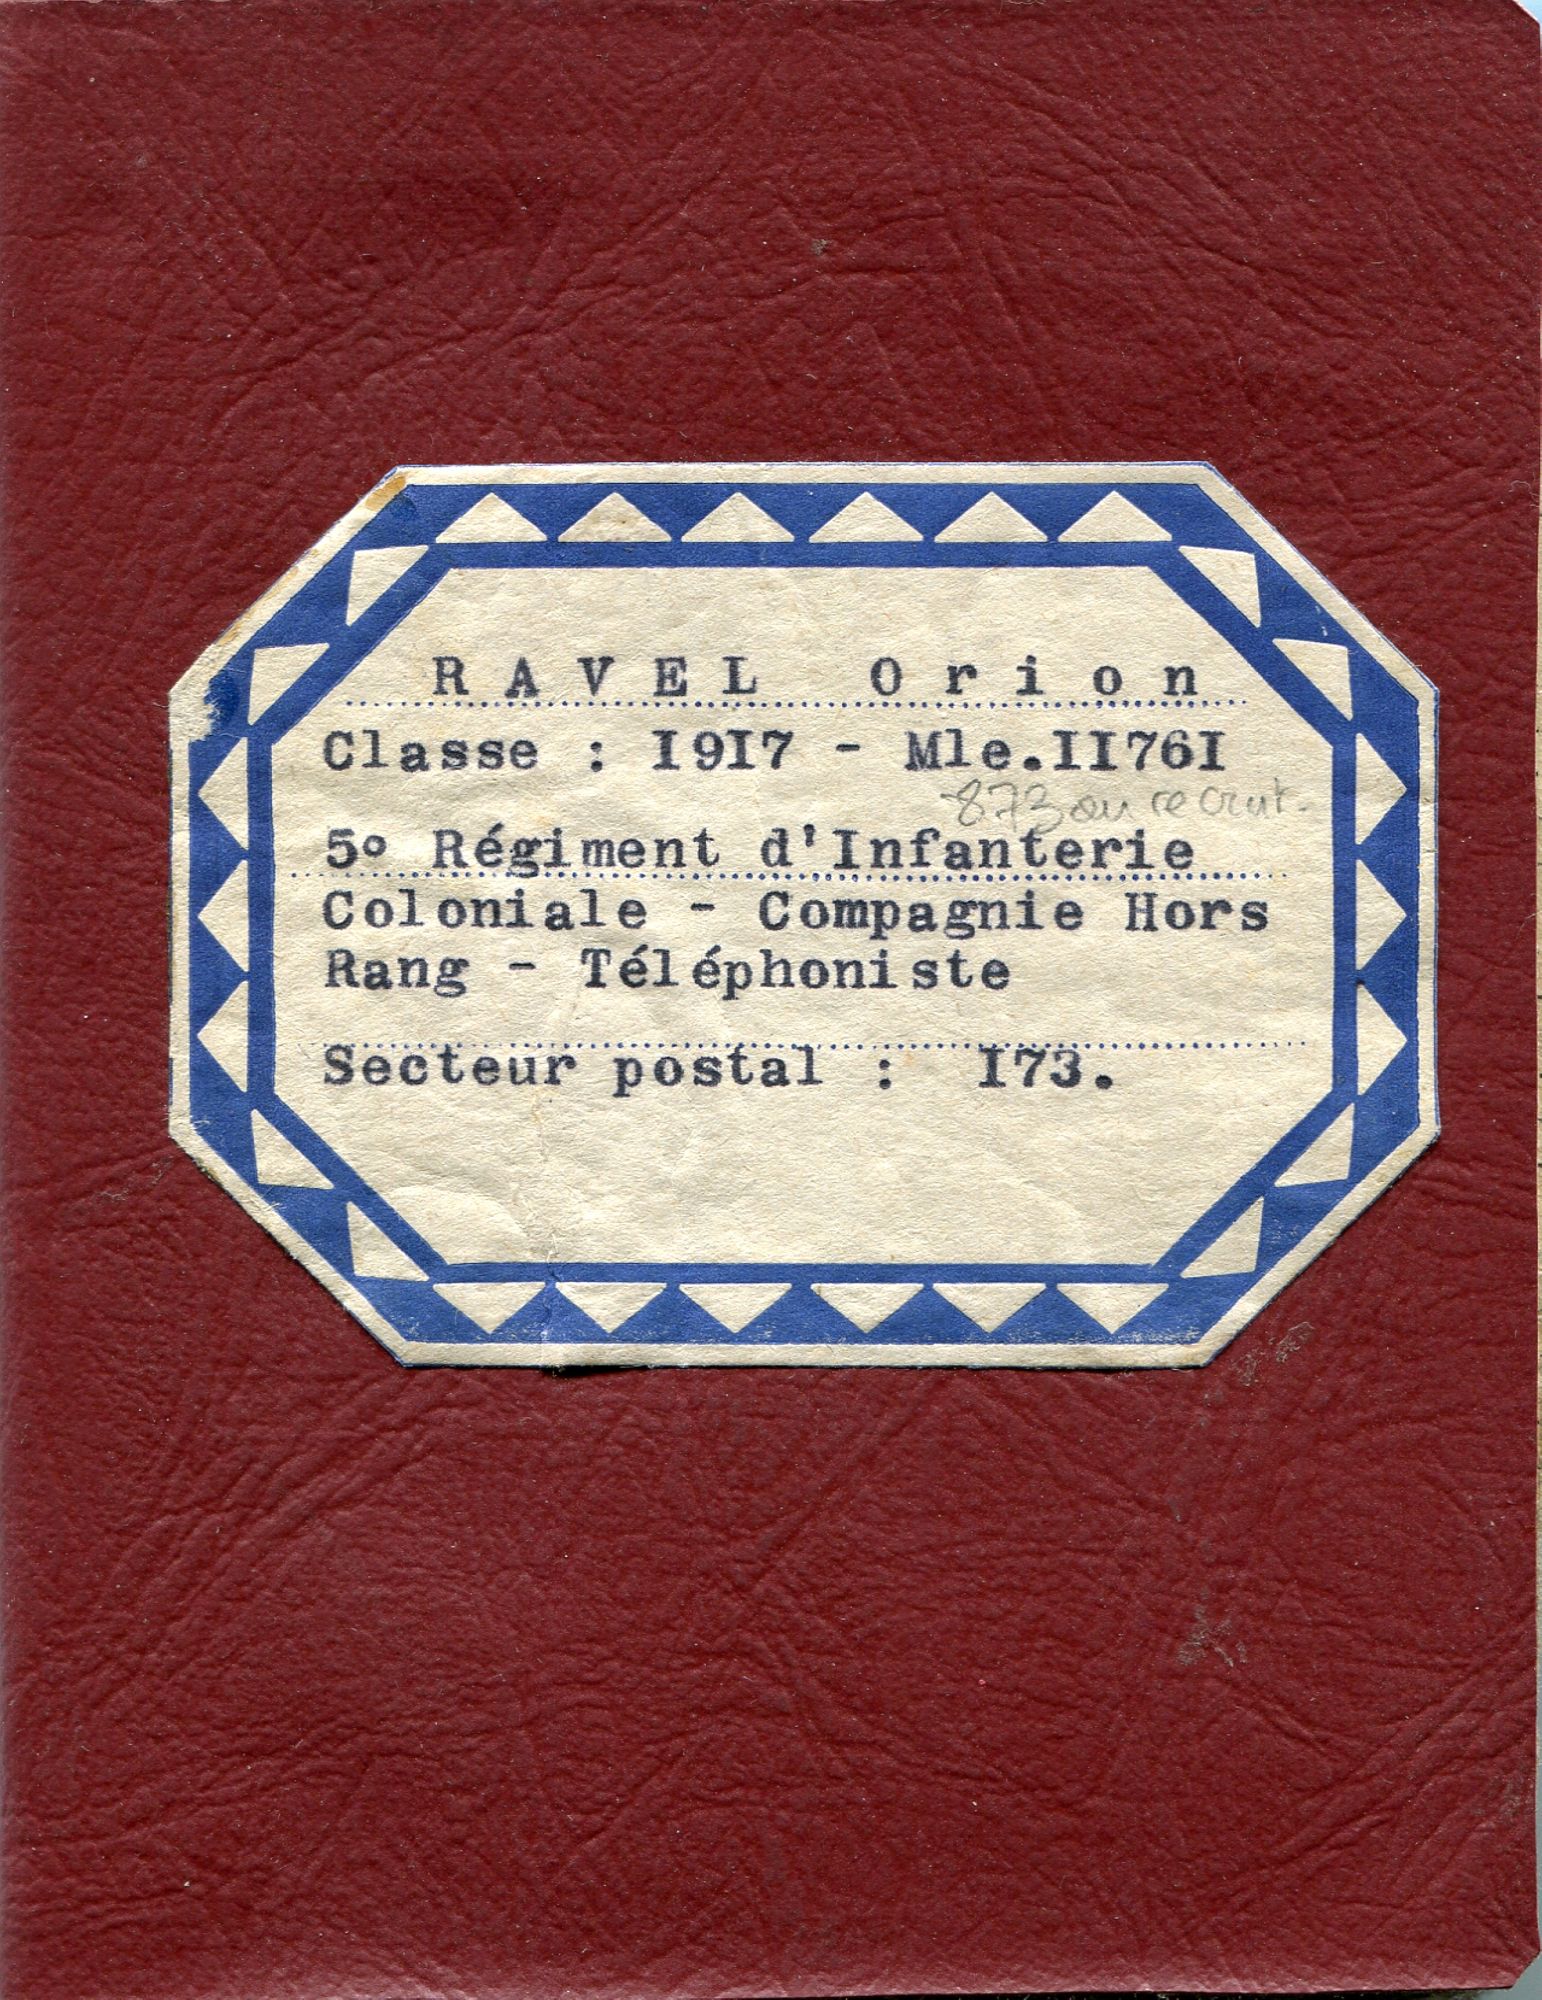 RAVEL Orion
Classe : I9I7 - Mle.II76I
873 au recrut.
5° Régiment d'Infanterie
Coloniale - Compagnie Hors
Rang - Téléphoniste
Secteur postal : I73.